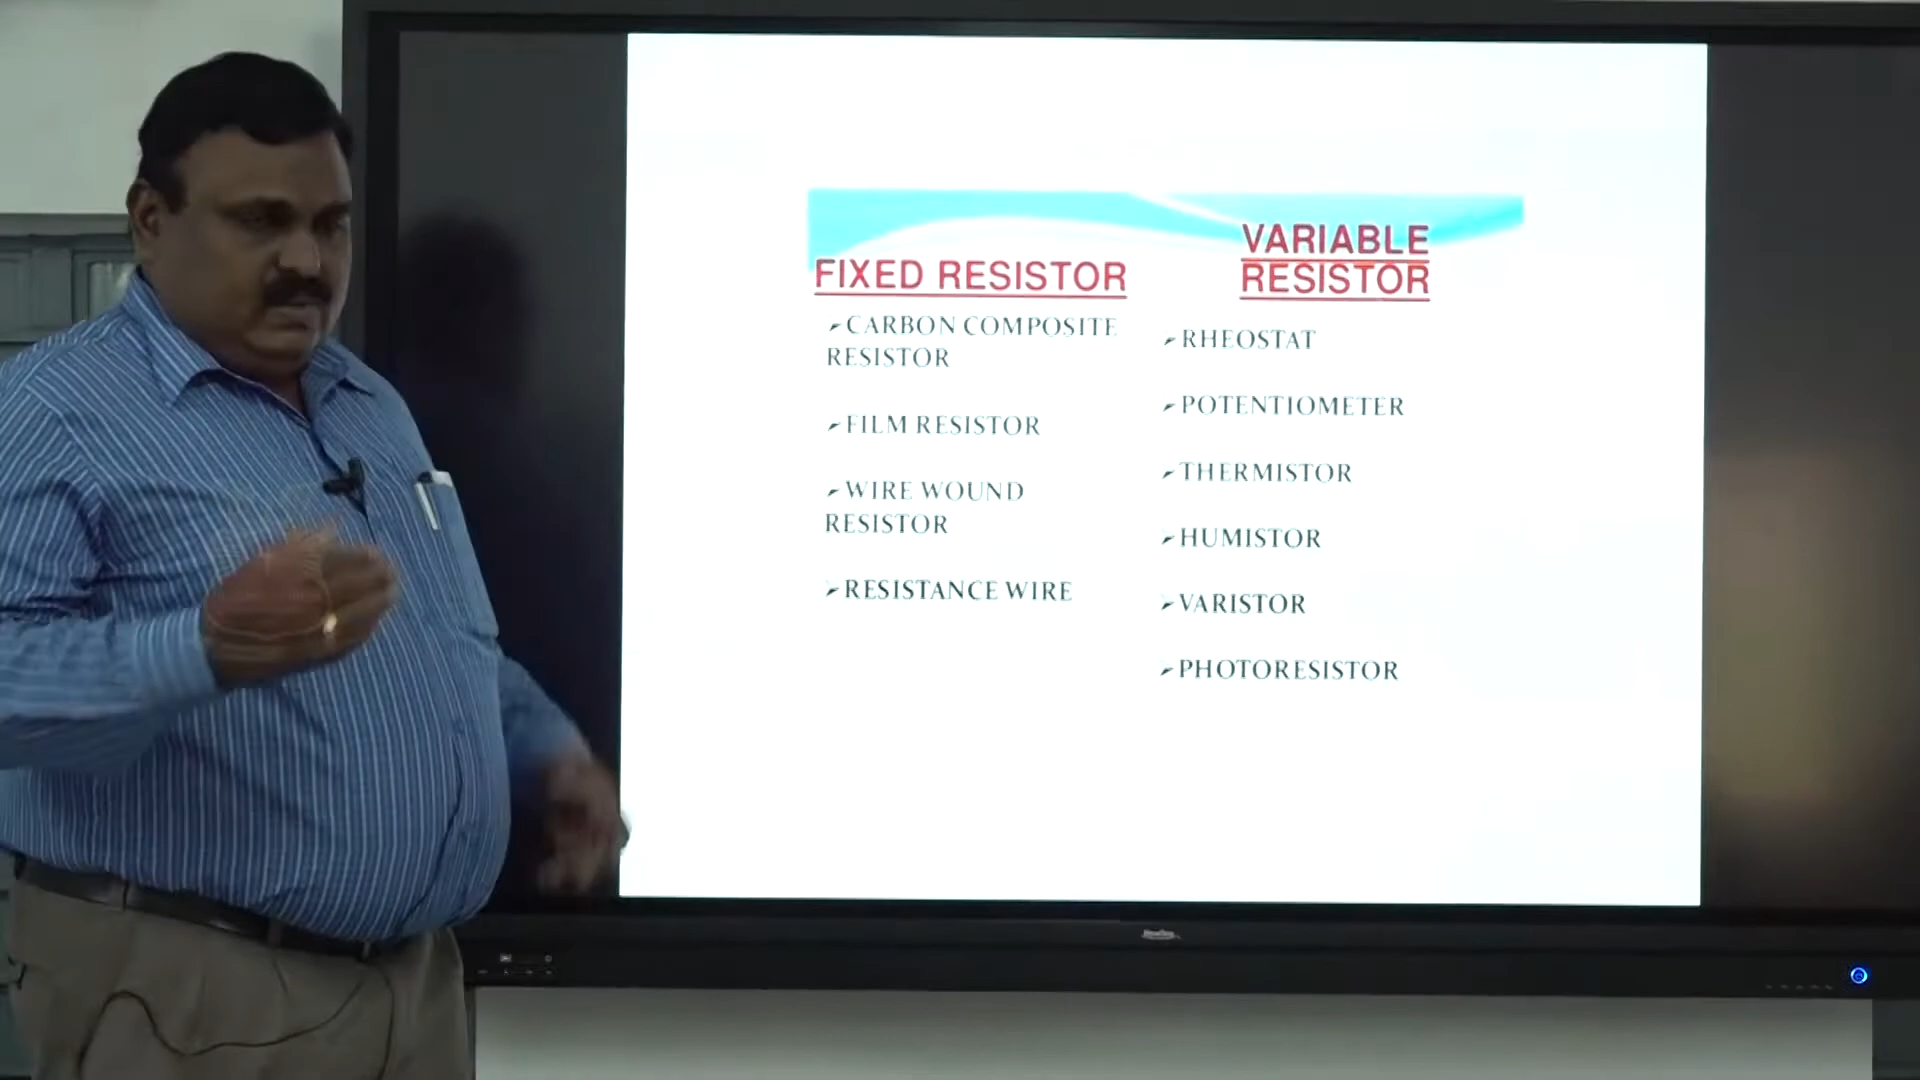 FIXED RESISTOR
➢CARBON COMPOSITE
RESISTOR
➢FILM RESISTOR
➢WIRE WOUND
RESISTOR
➢RESISTANCE WIRE
VARIABLE
RESISTOR
➢RHEOSTAT
➢POTENTIOMETER
➢THERMISTOR
➢HUMISTOR
➢VARISTOR
➢PHOTORESISTOR